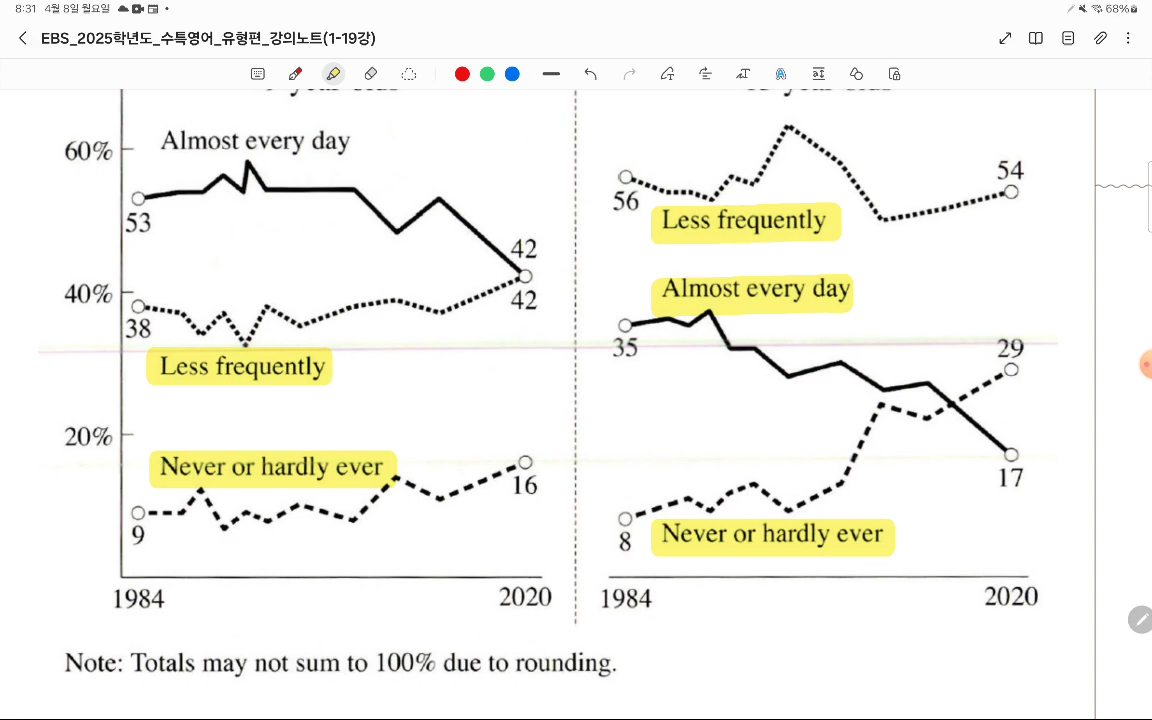 8:31 4월 8일 월요일
68%
EBS_2025학년도_수특영어_유형편_강의노트(1-19강)
60%
Almost every day
53
42
40%
42
38
Less frequently
20%
Never or hardly ever
16
9
1984
2020
54
56
Less frequently
Almost every day
35
29
17
Never or hardly ever
8
1984
2020
Note: Totals may not sum to 100% due to rounding.